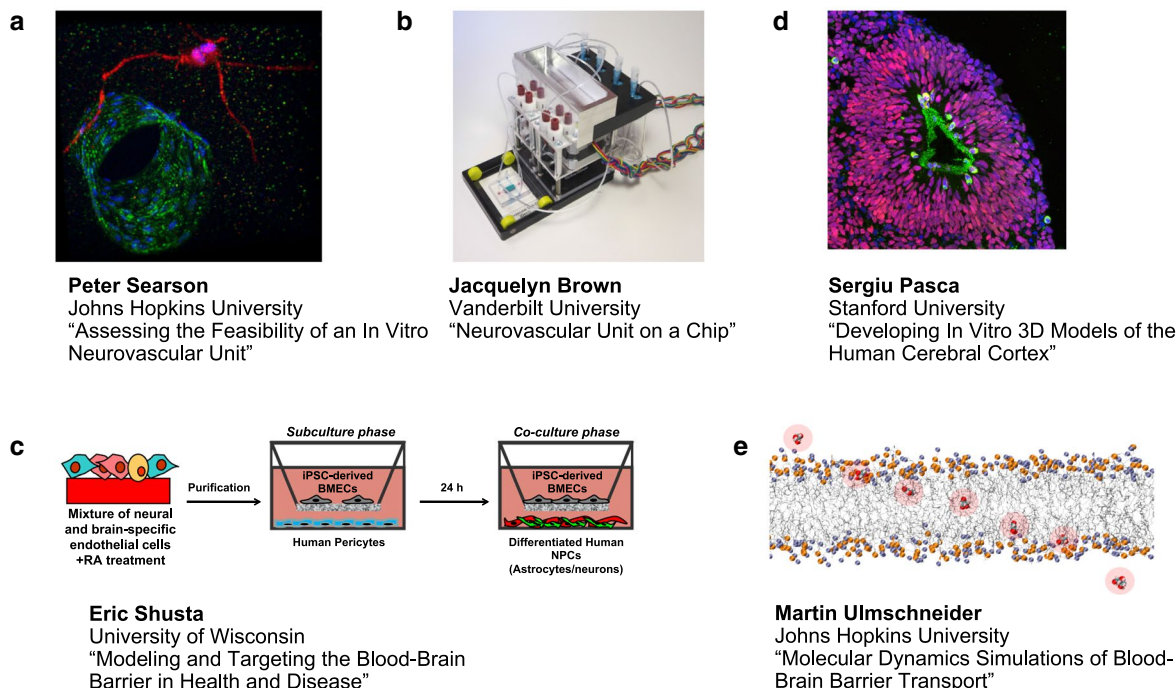 a
b
d
Peter Searson
Johns Hopkins University
“Assessing the Feasibility of an In Vitro
Neurovascular Unit”
Jacquelyn Brown
Vanderbilt University
“Neurovascular Unit on a Chip”
Sergiu Pasca
Stanford University
“Developing In Vitro 3D Models of the
Human Cerebral Cortex”
c
Mixture of neural
and brain-specific
endothelial cells
+RA treatment
Purification
Subculture phase
iPSC-derived
BMECs
Human Pericytes
24 h
Co-culture phase
iPSC-derived
BMECs
Differentiated Human
NPCs
(Astrocytes/neurons)
Eric Shusta
University of Wisconsin
“Modeling and Targeting the Blood-Brain
Barrier in Health and Disease”
e
Martin Ulmschneider
Johns Hopkins University
“Molecular Dynamics Simulations of Blood-
Brain Barrier Transport”